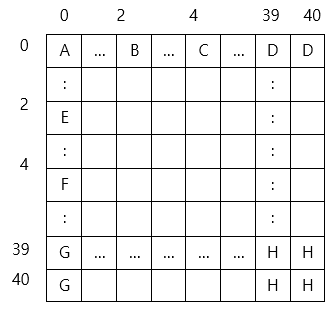 0 2 4 39 40
0 A ... B ... C ... D D
: :
2 E :
: :
4 F :
: :
39 G ... ... ... ... ... H H
40 G H H